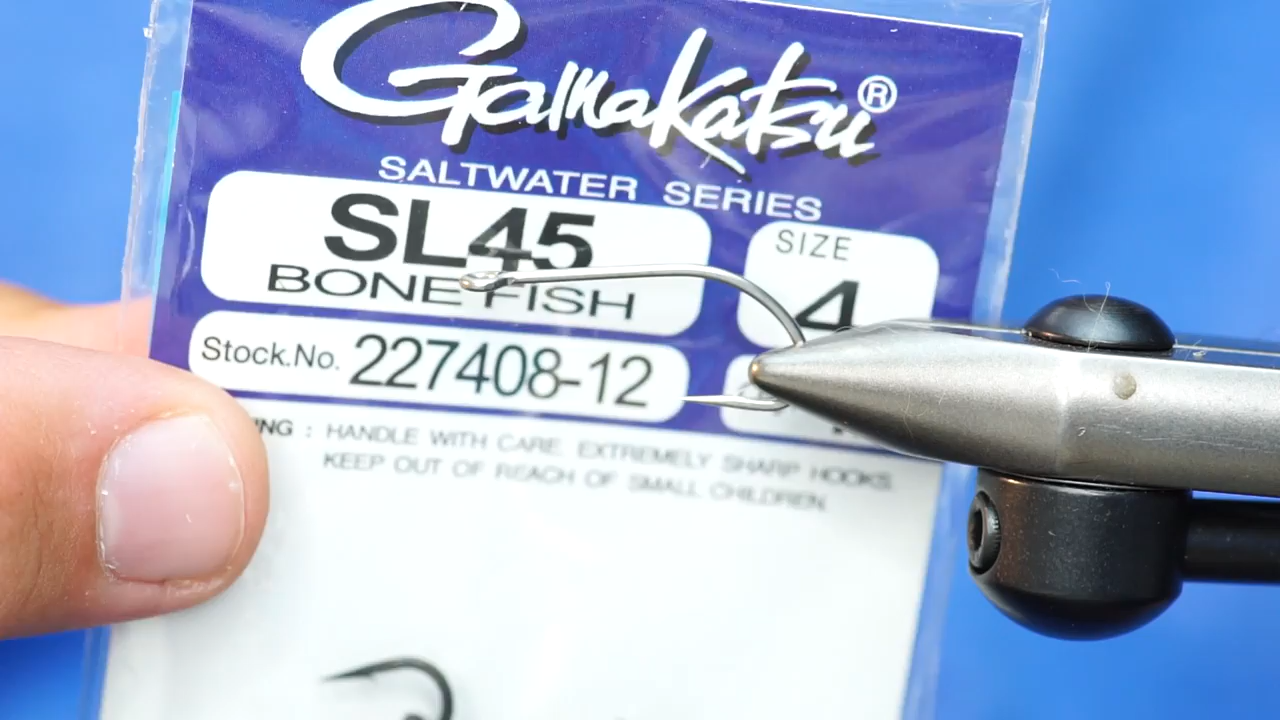 Gamakatsu®
SALTWATER SERIES
SL45
BONE FISH
SIZE
4
Stock.No. 227408-12
NG : HANDLE WITH CARE. EXTREMELY SHARP HOOKS.
KEEP OUT OF REACH OF SMALL CHILDREN.